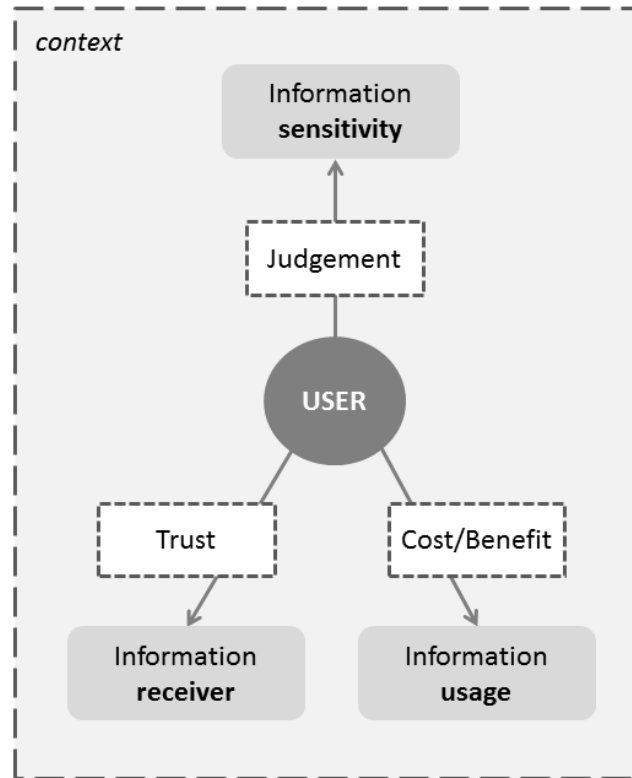 context
Information
sensitivity
Judgement
USER
Trust
Cost/Benefit
Information
receiver
Information
usage